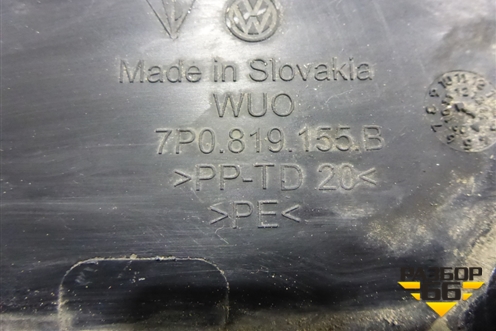 Made in Slovakia
WUO
7P0.819.155.B
>PP-TD 20<
>PE<
РАЗБОР
66